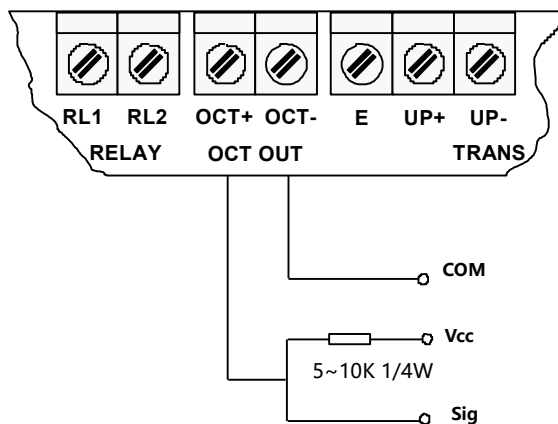 RL1 RL2 OCT+ OCT- E UP+ UP-
RELAY OCT OUT TRANS
COM
Vcc
5~10K 1/4W
Sig